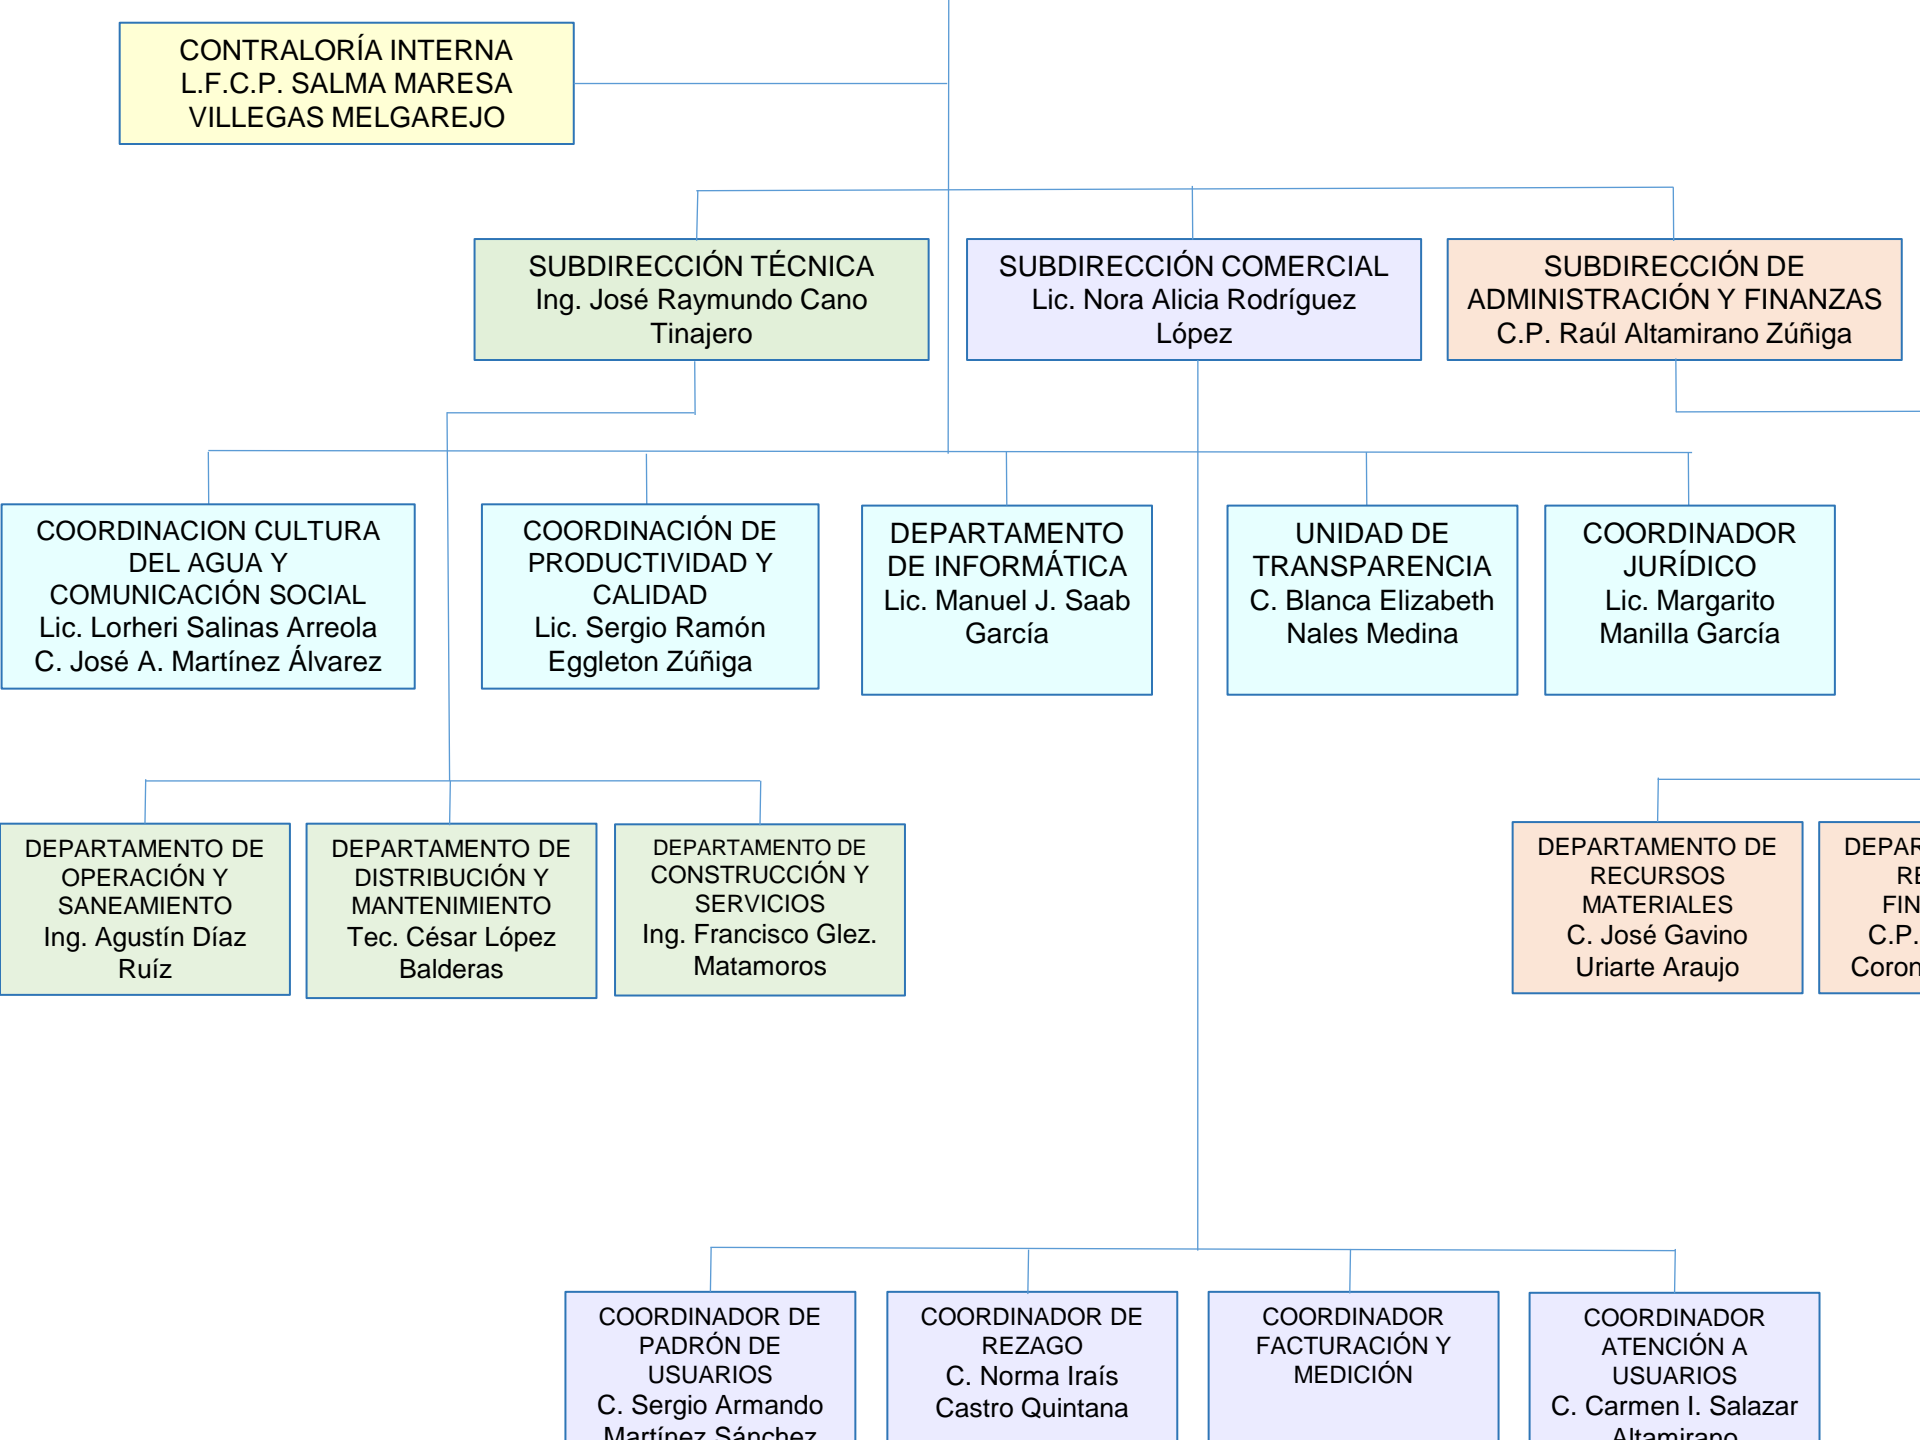 CONTRALORÍA INTERNA
L.F.C.P. SALMA MARESA
VILLEGAS MELGAREJO
SUBDIRECCIÓN TÉCNICA
Ing. José Raymundo Cano
Tinajero
SUBDIRECCIÓN COMERCIAL
Lic. Nora Alicia Rodríguez
López
SUBDIRECCIÓN DE
ADMINISTRACIÓN Y FINANZAS
C.P. Raúl Altamirano Zúñiga
COORDINACION CULTURA
DEL AGUA Y
COMUNICACIÓN SOCIAL
Lic. Lorheri Salinas Arreola
C. José A. Martínez Álvarez
COORDINACIÓN DE
PRODUCTIVIDAD Y
CALIDAD
Lic. Sergio Ramón
Eggleton Zúñiga
DEPARTAMENTO
DE INFORMÁTICA
Lic. Manuel J. Saab
García
UNIDAD DE
TRANSPARENCIA
C. Blanca Elizabeth
Nales Medina
COORDINADOR
JURÍDICO
Lic. Margarito
Manilla García
DEPARTAMENTO DE
OPERACIÓN Y
SANEAMIENTO
Ing. Agustín Díaz
Ruíz
DEPARTAMENTO DE
DISTRIBUCIÓN Y
MANTENIMIENTO
Tec. César López
Balderas
DEPARTAMENTO DE
CONSTRUCCIÓN Y
SERVICIOS
Ing. Francisco Glez.
Matamoros
DEPARTAMENTO DE
RECURSOS
MATERIALES
C. José Gavino
Uriarte Araujo
C.P.
COORDINADOR DE
PADRÓN DE
USUARIOS
C. Sergio Armando
Martínez Sánchez
COORDINADOR DE
REZAGO
C. Norma Iraís
Castro Quintana
COORDINADOR
FACTURACIÓN Y
MEDICIÓN
COORDINADOR
ATENCIÓN A
USUARIOS
C. Carmen I. Salazar
Altamirano